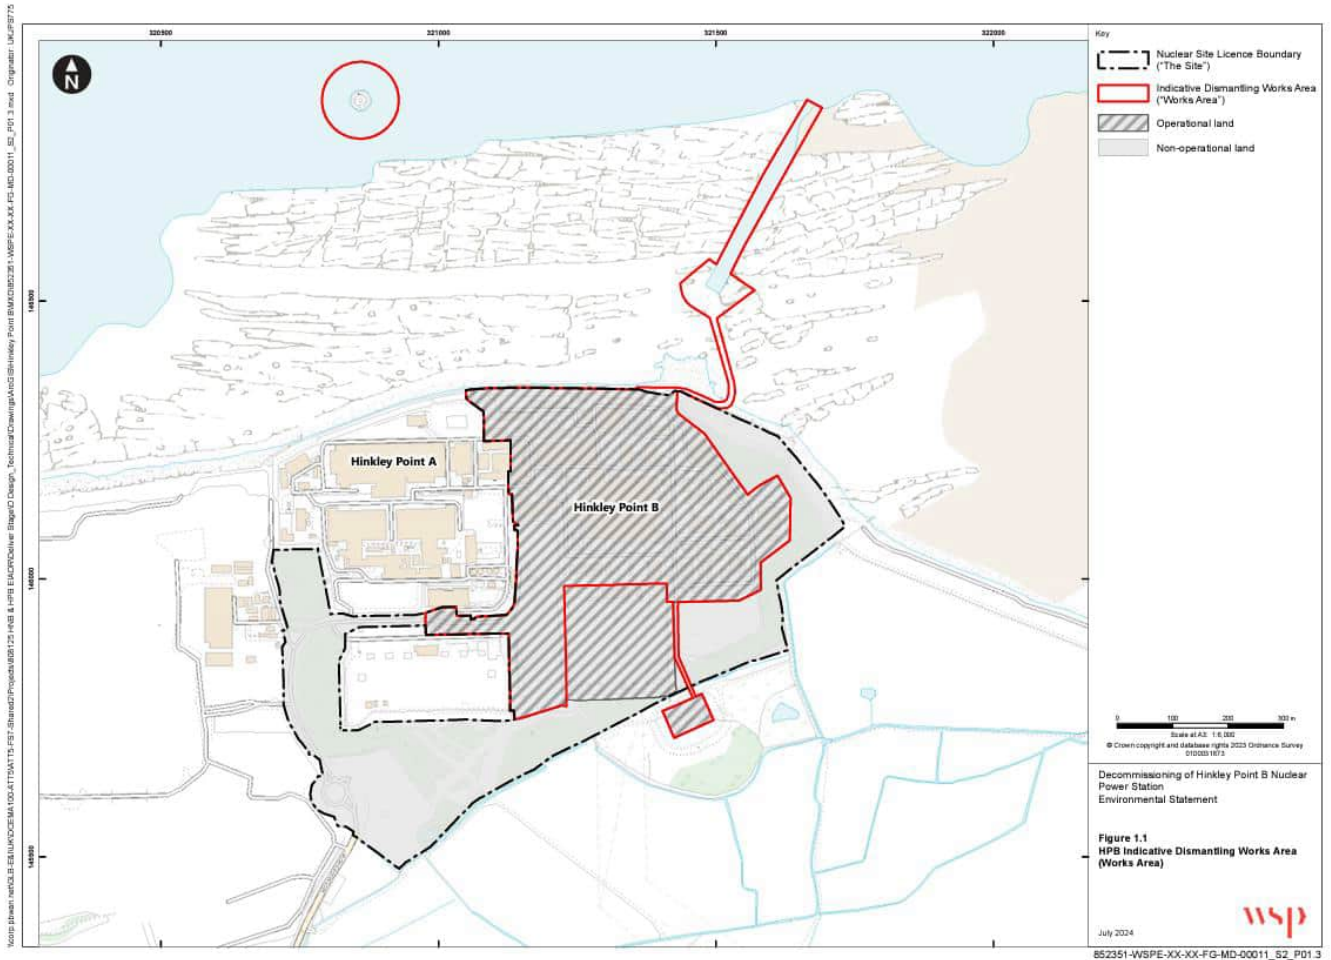 320500
321000
321500
322000
N
146500
146000
145500
Hinkley Point A
Hinkley Point B
Key
Nuclear Site Licence Boundary
("The Site")
Indicative Dismantling Works Area
("Works Area")
Operational land
Non-operational land
0 100 200 300 m
Scale at A3: 1:6,000
© Crown copyright and database rights 2023 Ordnance Survey
Decommissioning of Hinkley Point B Nuclear
Power Station
Environmental Statement
Figure 1.1
HPB Indicative Dismantling Works Area
(Works Area)
wsp
July 2024
852351-WSPE-XX-XX-FG-MD-00011_S2_P01.3